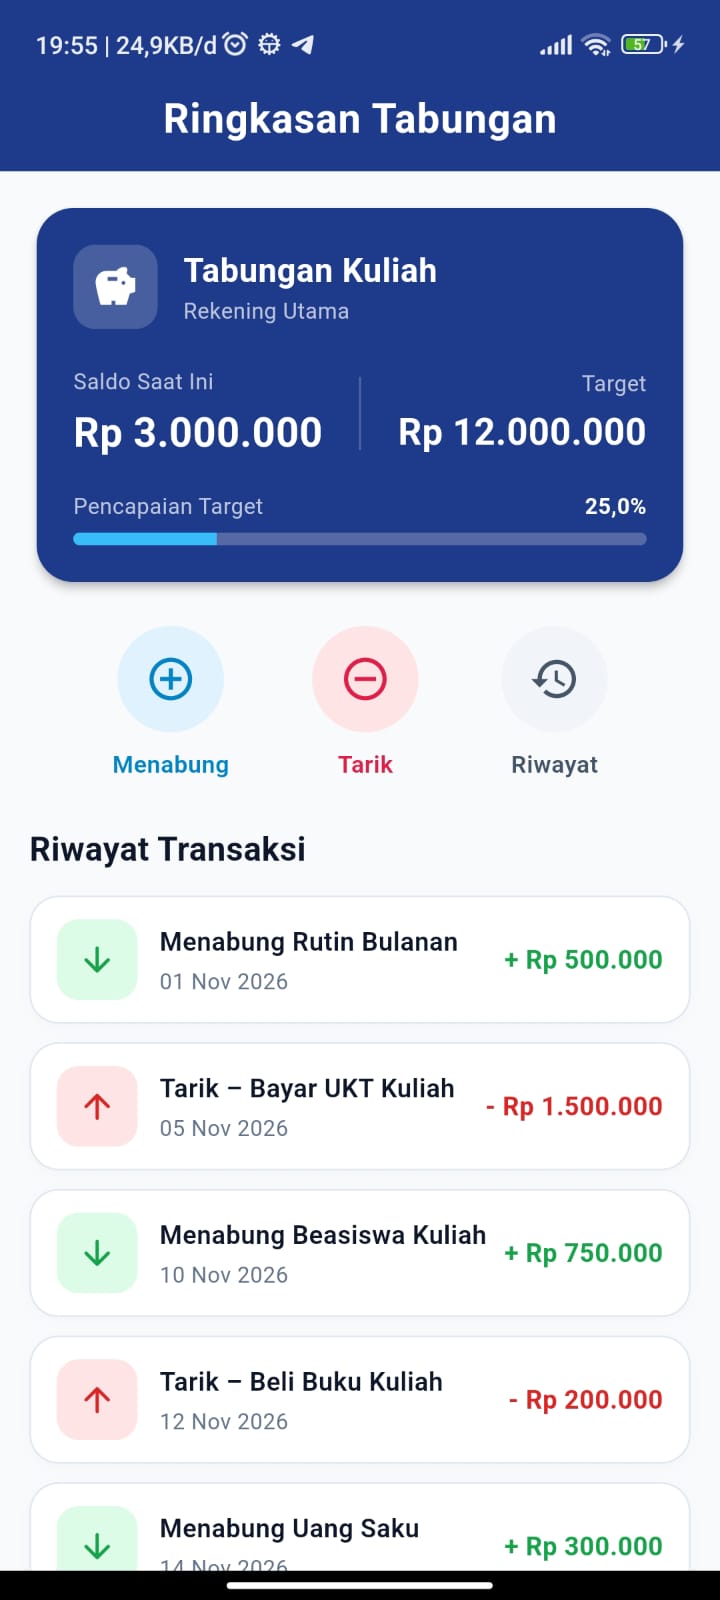 19:55 | 24,9KB/d
57
Ringkasan Tabungan
Tabungan Kuliah
Rekening Utama
Saldo Saat Ini
Target
Rp 3.000.000
Rp 12.000.000
Pencapaian Target
25,0%
Menabung
Tarik
Riwayat
Riwayat Transaksi
Menabung Rutin Bulanan
01 Nov 2026
+ Rp 500.000
Tarik – Bayar UKT Kuliah
05 Nov 2026
- Rp 1.500.000
Menabung Beasiswa Kuliah
10 Nov 2026
+ Rp 750.000
Tarik – Beli Buku Kuliah
12 Nov 2026
- Rp 200.000
Menabung Uang Saku
14 Nov 2026
+ Rp 300.000